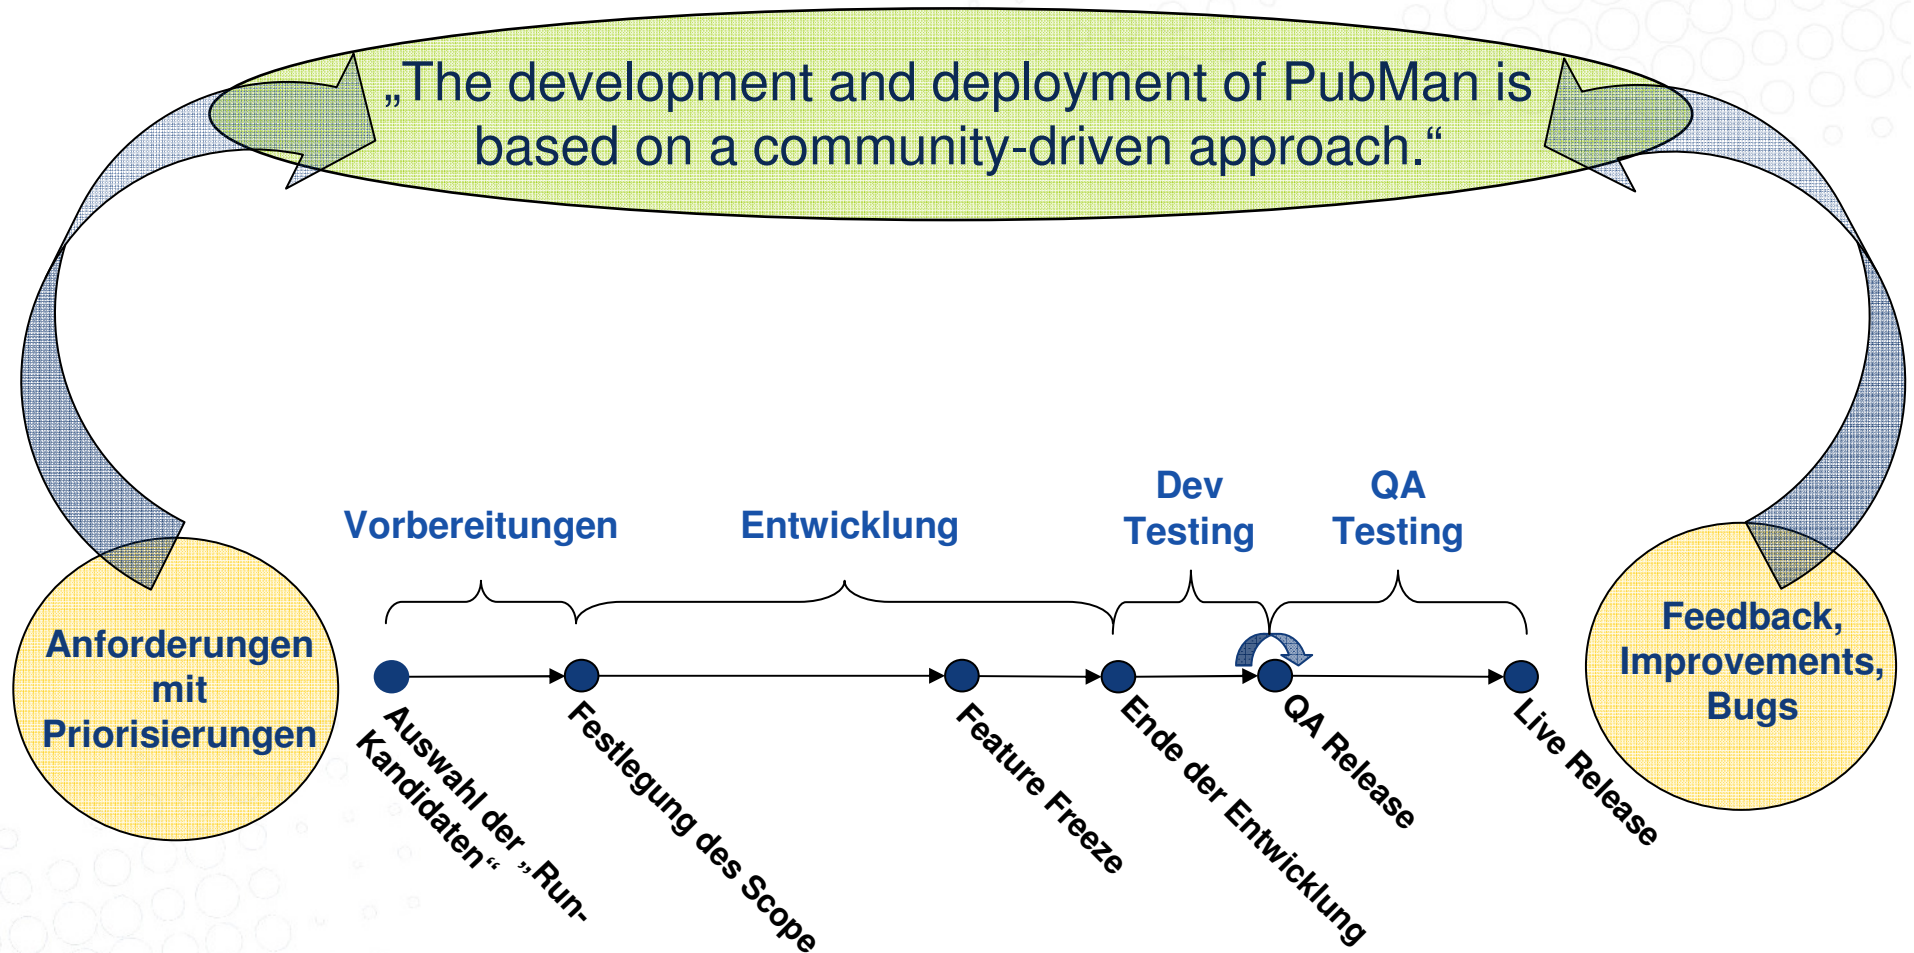 „The development and deployment of PubMan is
based on a community-driven approach.“
Vorbereitungen
Entwicklung
Dev
Testing
QA
Testing
Anforderungen
mit
Priorisierungen
Feedback,
Improvements,
Bugs
Auswahl der „Run-
Kandidaten“
Festlegung des Scope
Feature Freeze
Ende der Entwicklung
QA Release
Live Release